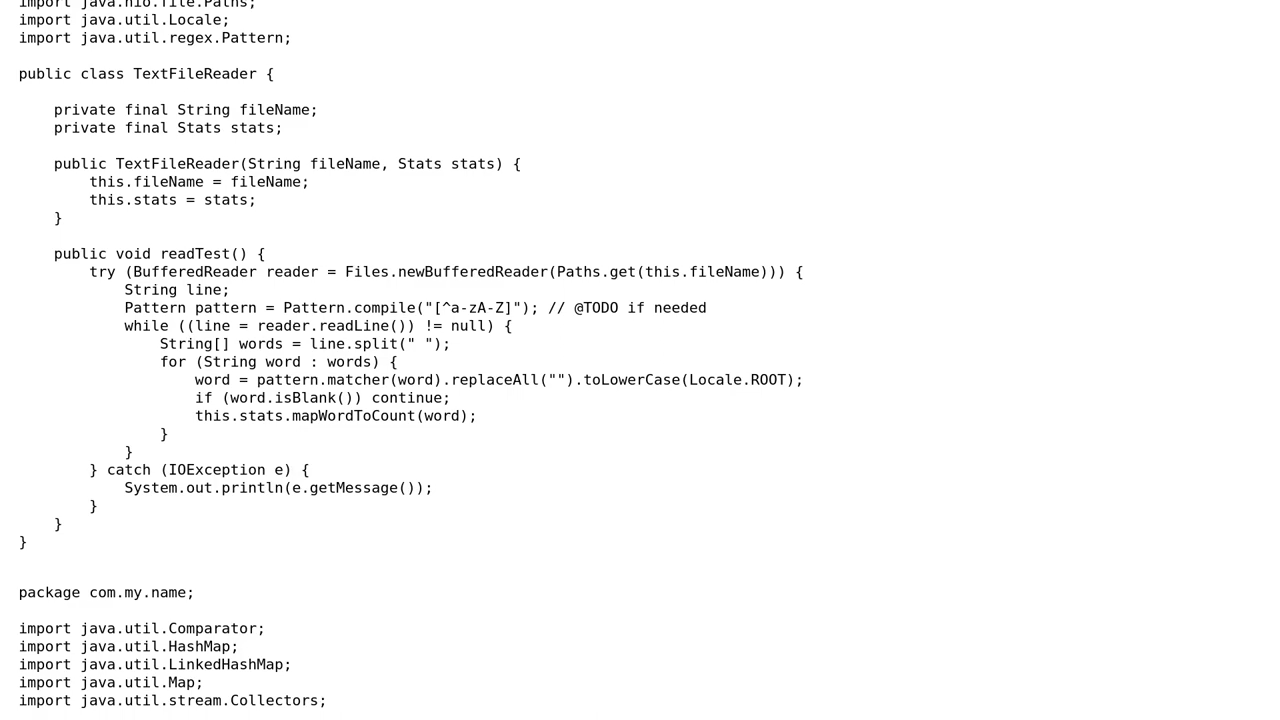 import java.nio.file.Paths;
import java.util.Locale;
import java.util.regex.Pattern;

public class TextFileReader {

    private final String fileName;
    private final Stats stats;

    public TextFileReader(String fileName, Stats stats) {
        this.fileName = fileName;
        this.stats = stats;
    }

    public void readTest() {
        try (BufferedReader reader = Files.newBufferedReader(Paths.get(this.fileName))) {
            String line;
            Pattern pattern = Pattern.compile("[^a-zA-Z]"); // @TODO if needed
            while ((line = reader.readLine()) != null) {
                String[] words = line.split(" ");
                for (String word : words) {
                    word = pattern.matcher(word).replaceAll("").toLowerCase(Locale.ROOT);
                    if (word.isBlank()) continue;
                    this.stats.mapWordToCount(word);
                }
            }
        } catch (IOException e) {
            System.out.println(e.getMessage());
        }
    }
}

package com.my.name;

import java.util.Comparator;
import java.util.HashMap;
import java.util.LinkedHashMap;
import java.util.Map;
import java.util.stream.Collectors;